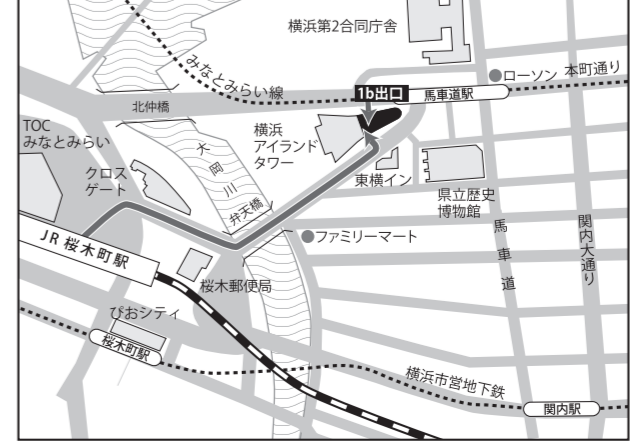 横浜第2合同庁舎
みなとみらい線
ローソン
本町通り
1b出口
馬車道駅
北仲橋
TOC
みなとみらい
横浜
アイランド
タワー
大岡川
クロス
ゲート
東横イン
県立歴史
博物館
弁天橋
ファミリーマート
馬車道
関内大通り
JR 桜木町駅
桜木郵便局
ぴおシティ
桜木町駅
横浜市営地下鉄
関内駅